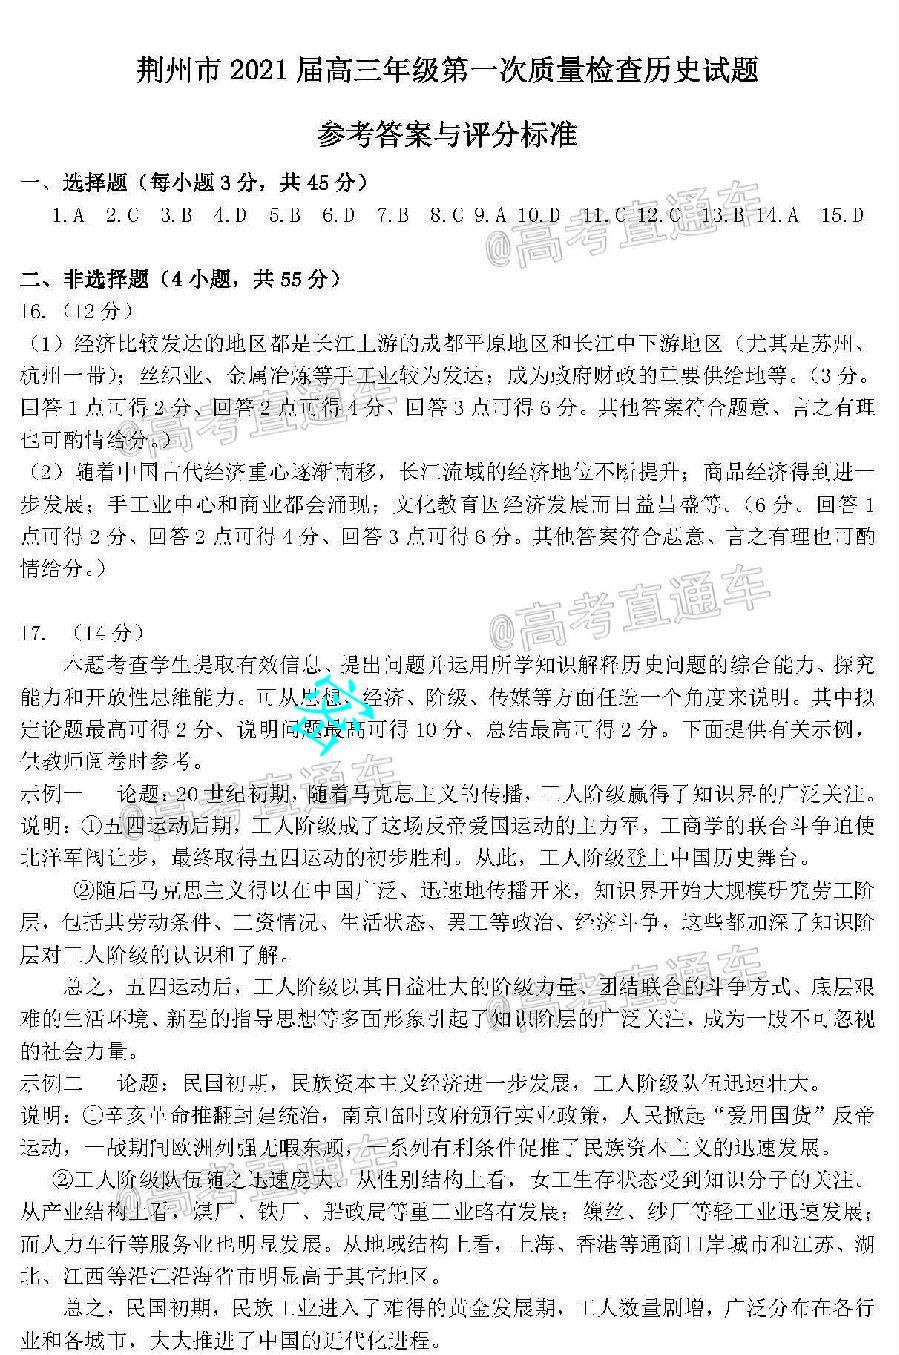 荆州市 2021 届高三年级第一次质量检查历史试题
参考答案与评分标准
一、选择题（每小题 3 分，共 45 分）
1.A 2.C 3.B 4.D 5.B 6.D 7.B 8.C 9.A 10.D 11.C 12.C 13.B 14.A 15.D
二、非选择题（4 小题，共 55 分）
16.（12 分）
（1）经济比较发达的地区都是长江上游的成都平原地区和长江中下游地区（尤其是苏州、
杭州一带）；丝织业、金属冶炼等手工业较为发达；成为政府财政的重要供给地等。（3 分。
回答 1 点可得 2 分、回答 2 点可得 4 分、回答 3 点可得 6 分。其他答案符合题意、言之有理
也可酌情给分。）
（2）随着中国古代经济重心逐渐南移，长江流域的经济地位不断提升；商品经济得到进一
步发展；手工业中心和商业都会涌现；文化教育因经济发展而日益昌盛等。（6 分。回答 1
点可得 2 分、回答 2 点可得 4 分、回答 3 点可得 6 分。其他答案符合题意、言之有理也可酌
情给分。）
17. （14 分）
本题考查学生提取有效信息、提出问题并运用所学知识解释历史问题的综合能力、探究
能力和开放性思维能力。可从思想、经济、阶级、传媒等方面任选一个角度来说明。其中拟
定论题最高可得 2 分、说明问题最高可得 10 分、总结最高可得 2 分。下面提供有关示例，
供教师阅卷时参考。
示例一 论题：20 世纪初期，随着马克思主义的传播，工人阶级赢得了知识界的广泛关注。
说明：①五四运动后期，工人阶级成了这场反帝爱国运动的主力军，工商学的联合斗争迫使
北洋军阀让步，最终取得五四运动的初步胜利。从此，工人阶级登上中国历史舞台。
②随后马克思主义得以在中国广泛、迅速地传播开来，知识界开始大规模研究劳工阶
层，包括其劳动条件、工资情况、生活状态、罢工等政治、经济斗争，这些都加深了知识阶
层对工人阶级的认识和了解。
总之，五四运动后，工人阶级以其日益壮大的阶级力量、团结联合的斗争方式、底层艰
难的生活环境、新型的指导思想等多面形象引起了知识阶层的广泛关注，成为一股不可忽视
的社会力量。
示例二 论题：民国初期，民族资本主义经济进一步发展，工人阶级队伍迅速壮大。
说明：①辛亥革命推翻封建统治，南京临时政府颁行实业政策，人民掀起“爱用国货”反帝
运动，一战期间欧洲列强无暇东顾，一系列有利条件促推了民族资本主义的迅速发展。
②工人阶级队伍随之迅速庞大。从性别结构上看，女工生存状态受到知识分子的关注。
从产业结构上看，煤厂、铁厂、船政局等重工业略有发展；缫丝、纱厂等轻工业迅速发展；
而人力车行等服务业也明显发展。从地域结构上看，上海、香港等通商口岸城市和江苏、湖
北、江西等沿江沿海省市明显高于其它地区。
总之，民国初期，民族工业进入了难得的黄金发展期，工人数量剧增，广泛分布在各行
业和各城市，大大推进了中国的近代化进程。
@高考直通车
@高考直通车
@高考直通车
@高考直通车
@高考直通车
@高考直通车